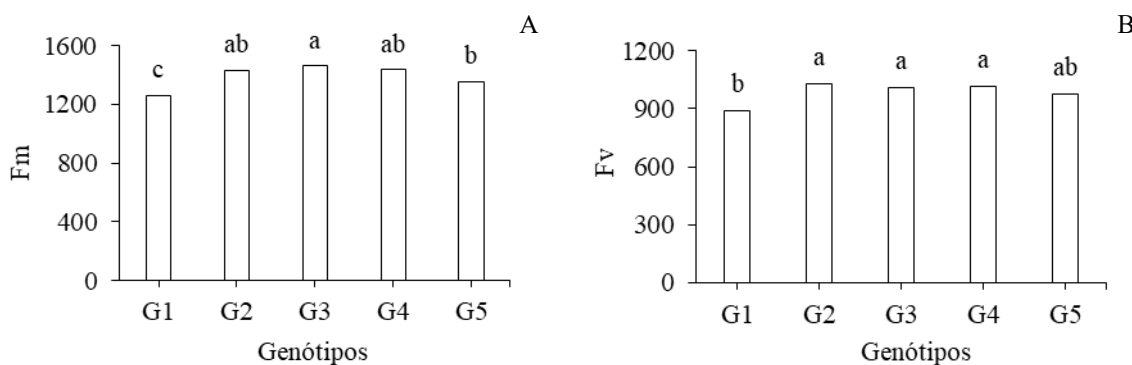 A
1600
1200
800
400
0
Fm
c
ab
a
ab
b
G1 G2 G3 G4 G5
Genótipos
B
1200
900
600
300
0
Fv
b
a
a
a
ab
G1 G2 G3 G4 G5
Genótipos